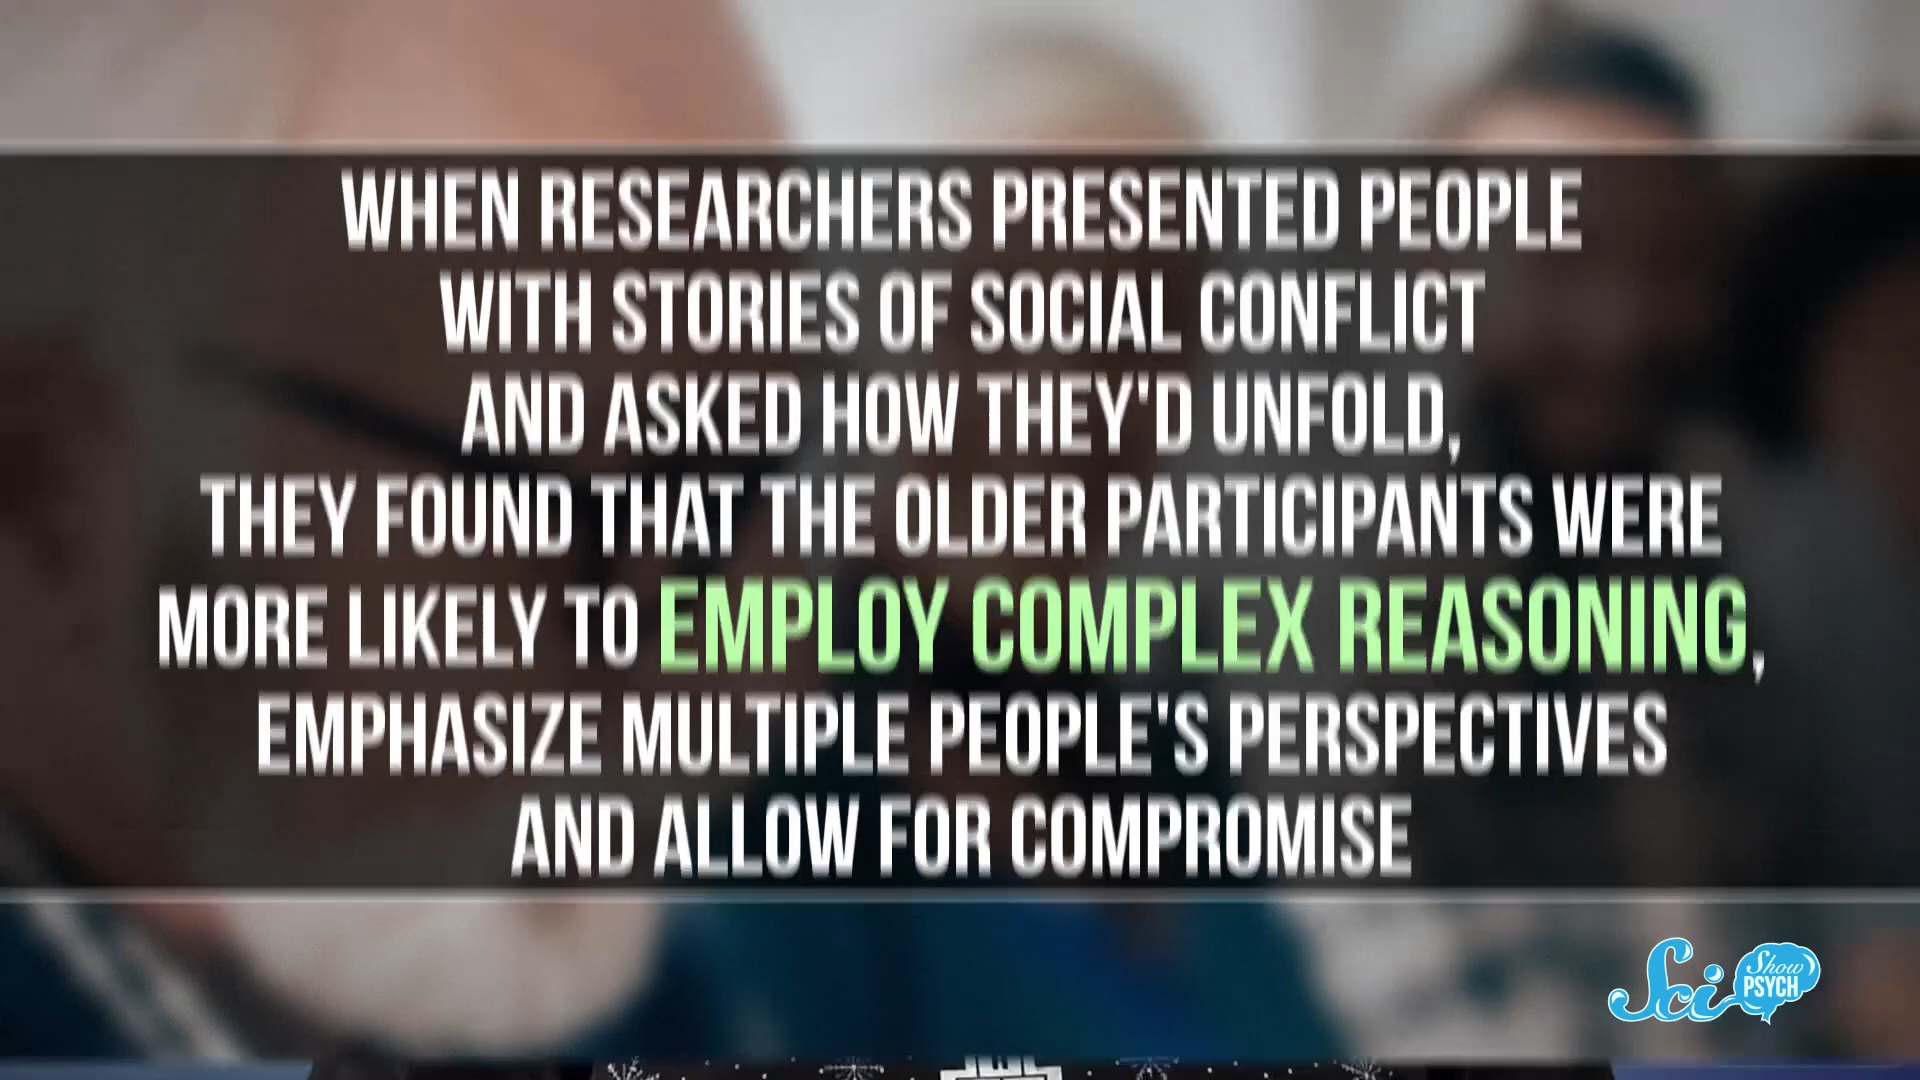 WHEN RESEARCHERS PRESENTED PEOPLE
WITH STORIES OF SOCIAL CONFLICT
AND ASKED HOW THEY'D UNFOLD,
THEY FOUND THAT THE OLDER PARTICIPANTS WERE
MORE LIKELY TO EMPLOY COMPLEX REASONING,
EMPHASIZE MULTIPLE PEOPLE'S PERSPECTIVES
AND ALLOW FOR COMPROMISE
Sci Show
PSYCH